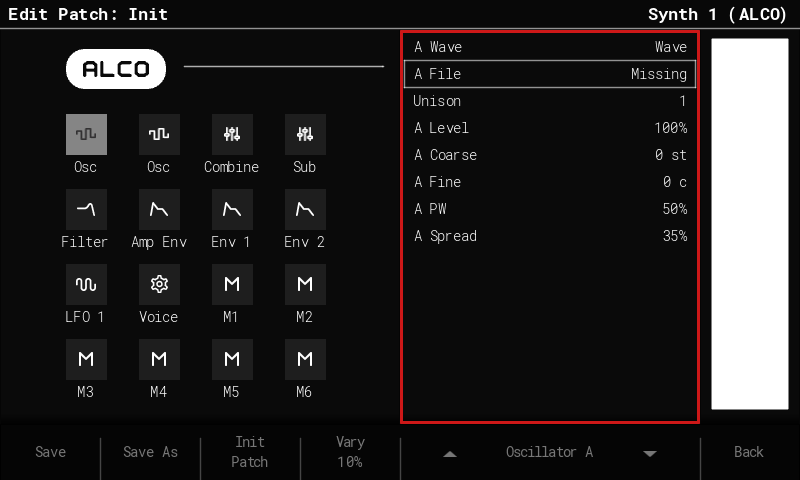 Edit Patch: Init
Synth 1 (ALCO)
ALCO
Osc Osc Combine Sub
Filter Amp Env Env 1 Env 2
LFO 1 Voice M M
M1 M2
M M M M
M3 M4 M5 M6
A Wave Wave
A File Missing
Unison 1
A Level 100%
A Coarse 0 st
A Fine 0 c
A PW 50%
A Spread 35%
Save
Save As
Init
Patch
Vary
10%
Oscillator A
Back